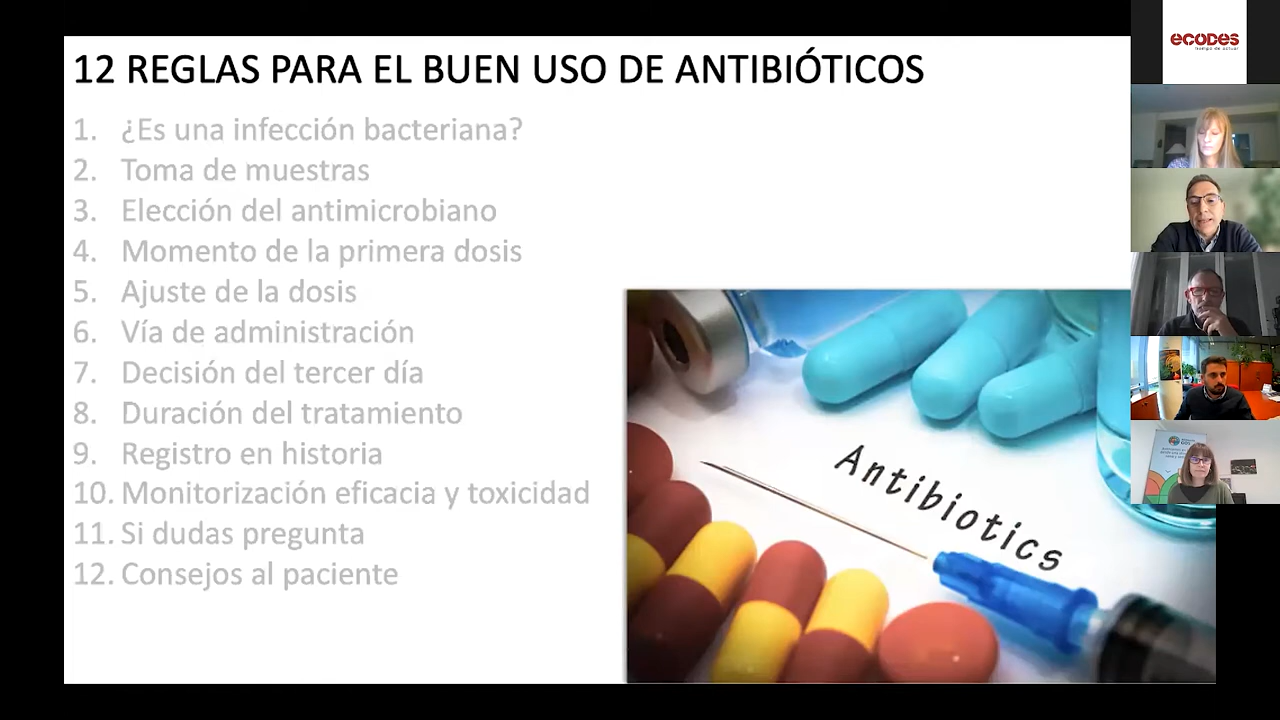 12 REGLAS PARA EL BUEN USO DE ANTIBIÓTICOS
1. ¿Es una infección bacteriana?
2. Toma de muestras
3. Elección del antimicrobiano
4. Momento de la primera dosis
5. Ajuste de la dosis
6. Vía de administración
7. Decisión del tercer día
8. Duración del tratamiento
9. Registro en historia
10. Monitorización eficacia y toxicidad
11. Si dudas pregunta
12. Consejos al paciente
Antibiotics
ecodes
tiempo de actuar